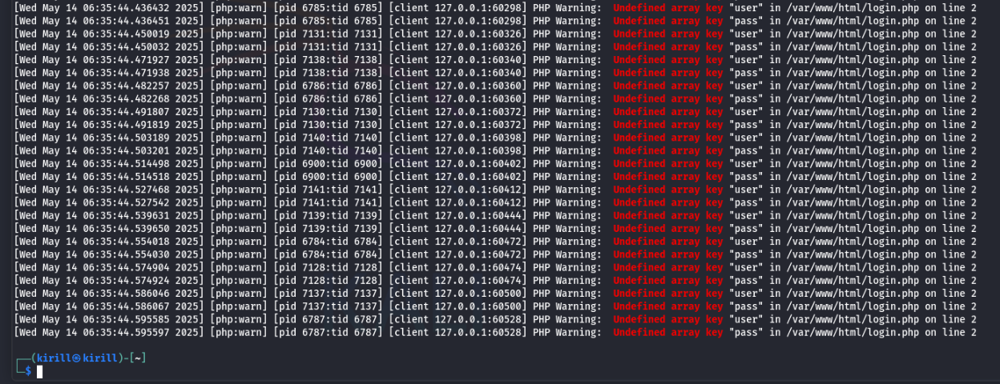 [Wed May 14 06:35:44.436432 2025] [php:warn] [pid 6785:tid 6785] [client 127.0.0.1:60298] PHP Warning:  Undefined array key "user" in /var/www/html/login.php on line 2
[Wed May 14 06:35:44.436451 2025] [php:warn] [pid 6785:tid 6785] [client 127.0.0.1:60298] PHP Warning:  Undefined array key "pass" in /var/www/html/login.php on line 2
[Wed May 14 06:35:44.450019 2025] [php:warn] [pid 7131:tid 7131] [client 127.0.0.1:60326] PHP Warning:  Undefined array key "user" in /var/www/html/login.php on line 2
[Wed May 14 06:35:44.450032 2025] [php:warn] [pid 7131:tid 7131] [client 127.0.0.1:60326] PHP Warning:  Undefined array key "pass" in /var/www/html/login.php on line 2
[Wed May 14 06:35:44.471927 2025] [php:warn] [pid 7138:tid 7138] [client 127.0.0.1:60340] PHP Warning:  Undefined array key "user" in /var/www/html/login.php on line 2
[Wed May 14 06:35:44.471938 2025] [php:warn] [pid 7138:tid 7138] [client 127.0.0.1:60340] PHP Warning:  Undefined array key "pass" in /var/www/html/login.php on line 2
[Wed May 14 06:35:44.482257 2025] [php:warn] [pid 6786:tid 6786] [client 127.0.0.1:60360] PHP Warning:  Undefined array key "user" in /var/www/html/login.php on line 2
[Wed May 14 06:35:44.482268 2025] [php:warn] [pid 6786:tid 6786] [client 127.0.0.1:60360] PHP Warning:  Undefined array key "pass" in /var/www/html/login.php on line 2
[Wed May 14 06:35:44.491807 2025] [php:warn] [pid 7130:tid 7130] [client 127.0.0.1:60372] PHP Warning:  Undefined array key "user" in /var/www/html/login.php on line 2
[Wed May 14 06:35:44.491819 2025] [php:warn] [pid 7130:tid 7130] [client 127.0.0.1:60372] PHP Warning:  Undefined array key "pass" in /var/www/html/login.php on line 2
[Wed May 14 06:35:44.503189 2025] [php:warn] [pid 7140:tid 7140] [client 127.0.0.1:60398] PHP Warning:  Undefined array key "user" in /var/www/html/login.php on line 2
[Wed May 14 06:35:44.503201 2025] [php:warn] [pid 7140:tid 7140] [client 127.0.0.1:60398] PHP Warning:  Undefined array key "pass" in /var/www/html/login.php on line 2
[Wed May 14 06:35:44.514498 2025] [php:warn] [pid 6900:tid 6900] [client 127.0.0.1:60402] PHP Warning:  Undefined array key "user" in /var/www/html/login.php on line 2
[Wed May 14 06:35:44.514518 2025] [php:warn] [pid 6900:tid 6900] [client 127.0.0.1:60402] PHP Warning:  Undefined array key "pass" in /var/www/html/login.php on line 2
[Wed May 14 06:35:44.527468 2025] [php:warn] [pid 7141:tid 7141] [client 127.0.0.1:60412] PHP Warning:  Undefined array key "user" in /var/www/html/login.php on line 2
[Wed May 14 06:35:44.527542 2025] [php:warn] [pid 7141:tid 7141] [client 127.0.0.1:60412] PHP Warning:  Undefined array key "pass" in /var/www/html/login.php on line 2
[Wed May 14 06:35:44.539631 2025] [php:warn] [pid 7139:tid 7139] [client 127.0.0.1:60444] PHP Warning:  Undefined array key "user" in /var/www/html/login.php on line 2
[Wed May 14 06:35:44.539650 2025] [php:warn] [pid 7139:tid 7139] [client 127.0.0.1:60444] PHP Warning:  Undefined array key "pass" in /var/www/html/login.php on line 2
[Wed May 14 06:35:44.554018 2025] [php:warn] [pid 6784:tid 6784] [client 127.0.0.1:60472] PHP Warning:  Undefined array key "user" in /var/www/html/login.php on line 2
[Wed May 14 06:35:44.554030 2025] [php:warn] [pid 6784:tid 6784] [client 127.0.0.1:60472] PHP Warning:  Undefined array key "pass" in /var/www/html/login.php on line 2
[Wed May 14 06:35:44.574904 2025] [php:warn] [pid 7128:tid 7128] [client 127.0.0.1:60474] PHP Warning:  Undefined array key "user" in /var/www/html/login.php on line 2
[Wed May 14 06:35:44.574924 2025] [php:warn] [pid 7128:tid 7128] [client 127.0.0.1:60474] PHP Warning:  Undefined array key "pass" in /var/www/html/login.php on line 2
[Wed May 14 06:35:44.586046 2025] [php:warn] [pid 7137:tid 7137] [client 127.0.0.1:60500] PHP Warning:  Undefined array key "user" in /var/www/html/login.php on line 2
[Wed May 14 06:35:44.586067 2025] [php:warn] [pid 7137:tid 7137] [client 127.0.0.1:60500] PHP Warning:  Undefined array key "pass" in /var/www/html/login.php on line 2
[Wed May 14 06:35:44.595585 2025] [php:warn] [pid 6787:tid 6787] [client 127.0.0.1:60528] PHP Warning:  Undefined array key "user" in /var/www/html/login.php on line 2
[Wed May 14 06:35:44.595597 2025] [php:warn] [pid 6787:tid 6787] [client 127.0.0.1:60528] PHP Warning:  Undefined array key "pass" in /var/www/html/login.php on line 2
┌──(kirill㉿kirill)-[~]
└─$